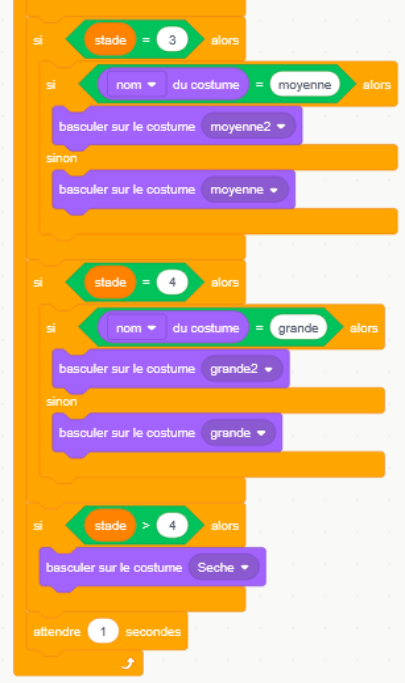 si stade = 3 alors
si nom du costume = moyenne alors
basculer sur le costume moyenne2
sinon
basculer sur le costume moyenne
si stade = 4 alors
si nom du costume = grande alors
basculer sur le costume grande2
sinon
basculer sur le costume grande
si stade > 4 alors
basculer sur le costume Seche
attendre 1 secondes